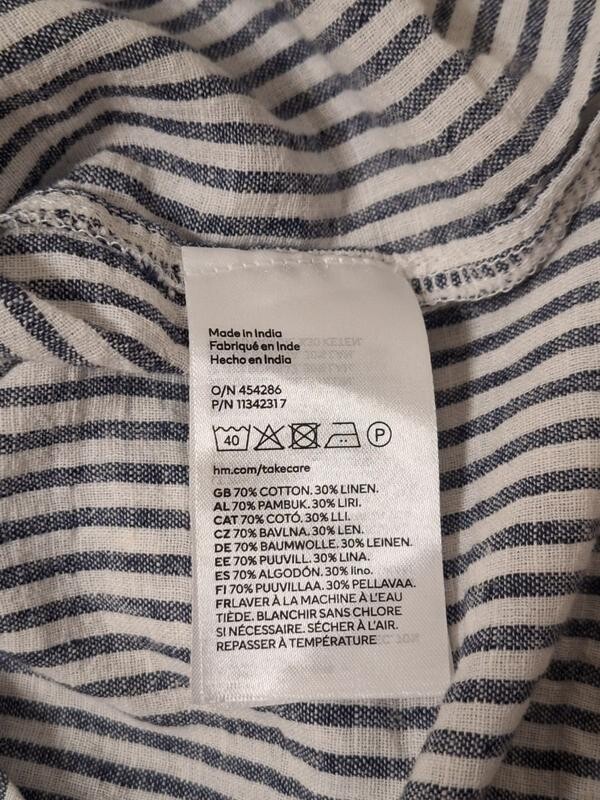 Made in India
Fabriqué en Inde
Hecho en India
O/N 454286
P/N 11342317
40 P
hm.com/takecare
GB 70% COTTON. 30% LINEN.
AL 70% PAMBUK. 30% LIRI.
CAT 70% COTÓ. 30% LLI.
CZ 70% BAVLNA. 30% LEN.
DE 70% BAUMWOLLE. 30% LEINEN.
EE 70% PUUVILL. 30% LINA.
ES 70% ALGODÓN. 30% lino.
FI 70% PUUVILLAA. 30% PELLAVAA.
FR LAVER À LA MACHINE À L'EAU
TIÈDE. BLANCHIR SANS CHLORE
SI NÉCESSAIRE. SÉCHER À L'AIR.
REPASSER À TEMPÉRATURE